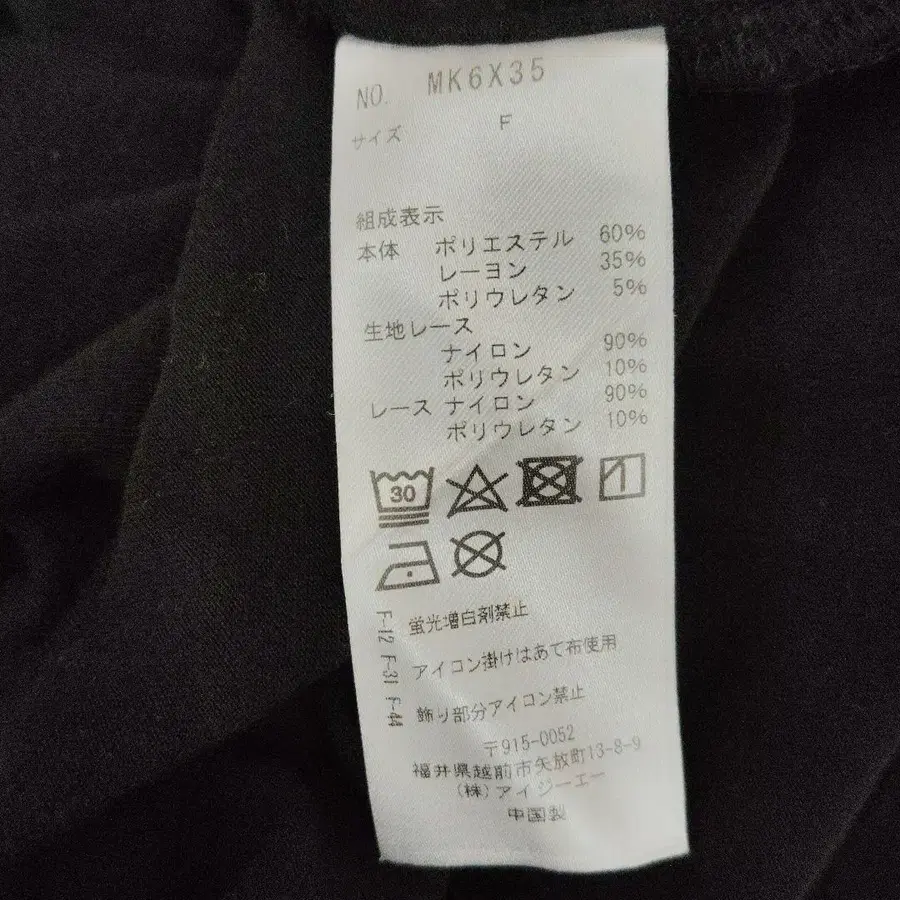 NO. MK6X35
サイズ F
組成表示
本体 ポリエステル 60%
レーヨン 35%
ポリウレタン 5%
生地レース
ナイロン 90%
ポリウレタン 10%
レース ナイロン 90%
ポリウレタン 10%
30
F-12 F-31 F-44
蛍光増白剤禁止
アイロン掛けはあて布使用
飾り部分アイロン禁止
〒915-0052
福井県越前市矢放町13-8-9
(株)アイジーエー
中国製